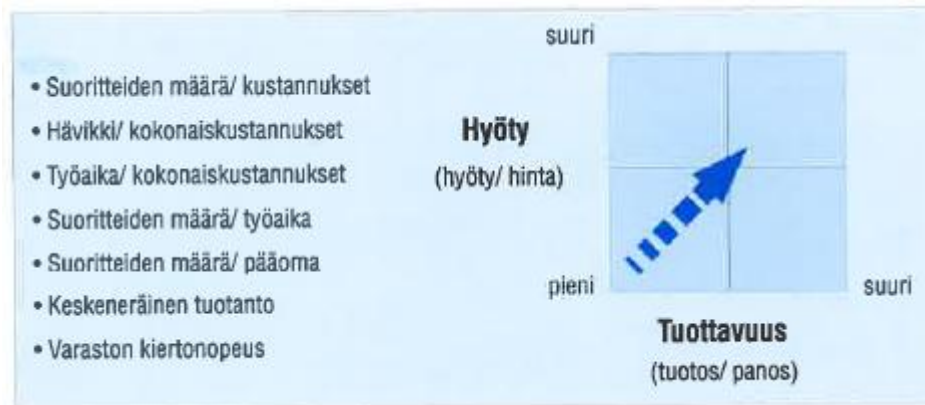 • Suoritteiden määrä/ kustannukset
• Hävikki/ kokonaiskustannukset
• Työaika/ kokonaiskustannukset
• Suoritteiden määrä/ työaika
• Suoritteiden määrä/ pääoma
• Keskeneräinen tuotanto
• Varaston kiertonopeus
suuri
Hyöty
(hyöty/ hinta)
pieni
suuri
Tuottavuus
(tuotos/ panos)